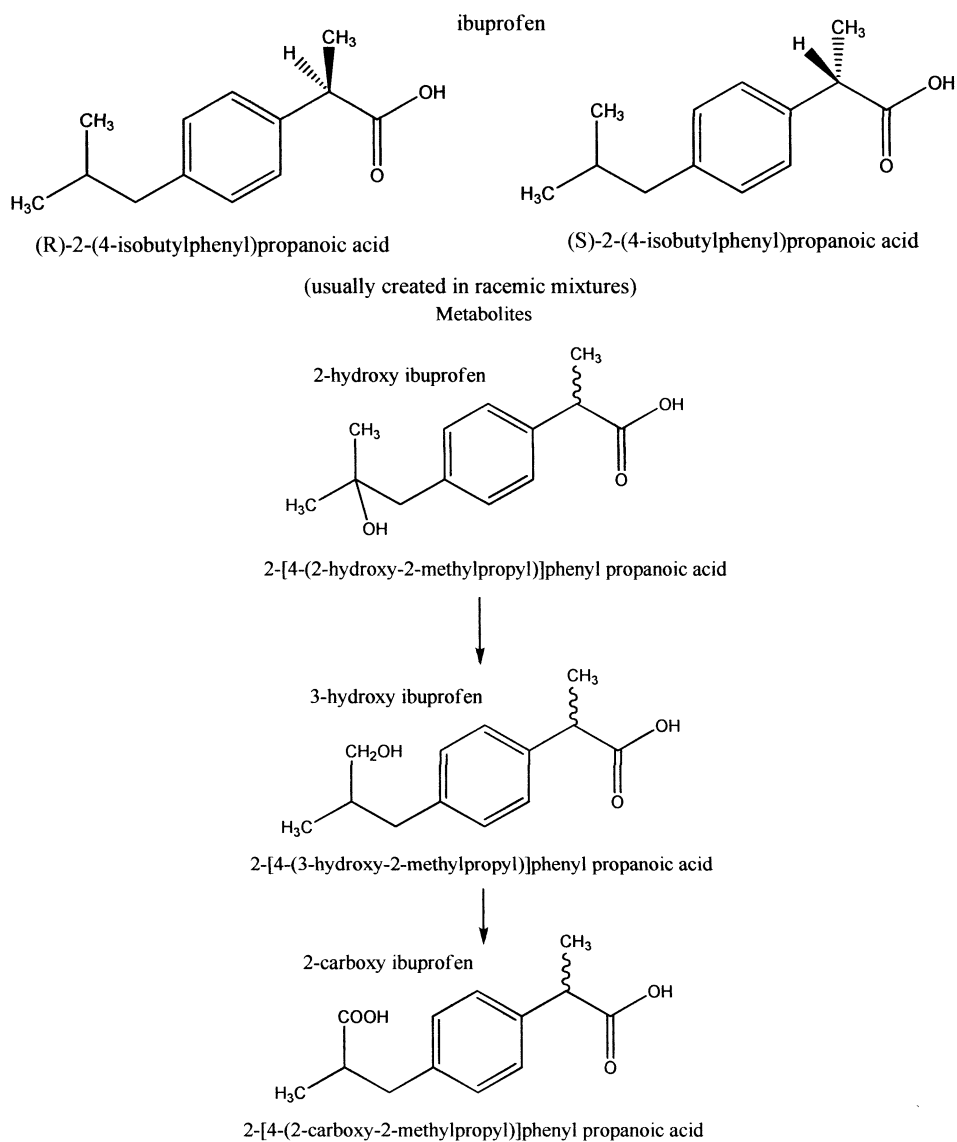 ibuprofen
CH₃
H
OH
O
CH₃
H₃C
(R)-2-(4-isobutylphenyl)propanoic acid
CH₃
H
OH
O
CH₃
H₃C
(S)-2-(4-isobutylphenyl)propanoic acid
(usually created in racemic mixtures)
Metabolites
2-hydroxy ibuprofen
CH₃
OH
O
CH₃
H₃C
OH
2-[4-(2-hydroxy-2-methylpropyl)]phenyl propanoic acid
3-hydroxy ibuprofen
CH₃
OH
O
CH₂OH
H₃C
2-[4-(3-hydroxy-2-methylpropyl)]phenyl propanoic acid
2-carboxy ibuprofen
CH₃
OH
O
COOH
H₃C
2-[4-(2-carboxy-2-methylpropyl)]phenyl propanoic acid